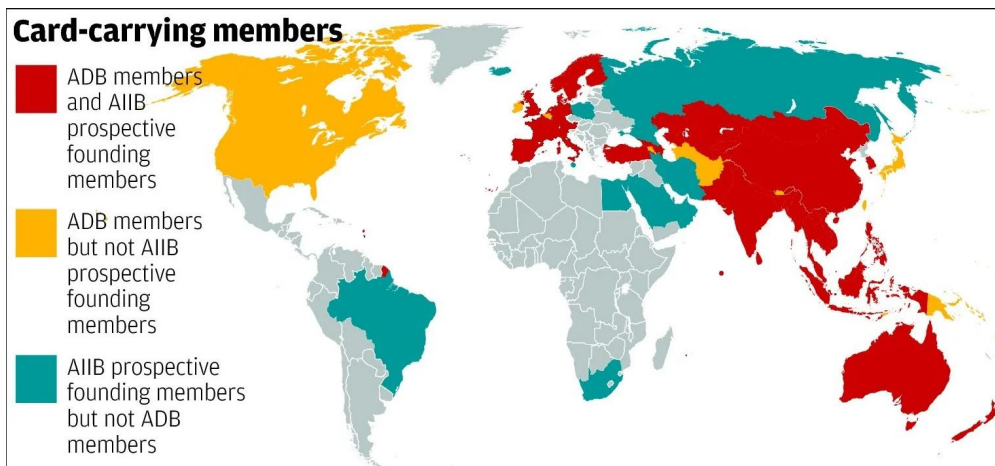 Card-carrying members
ADB members
and AIIB
prospective
founding
members
ADB members
but not AIIB
prospective
founding
members
AIIB prospective
founding members
but not ADB
members